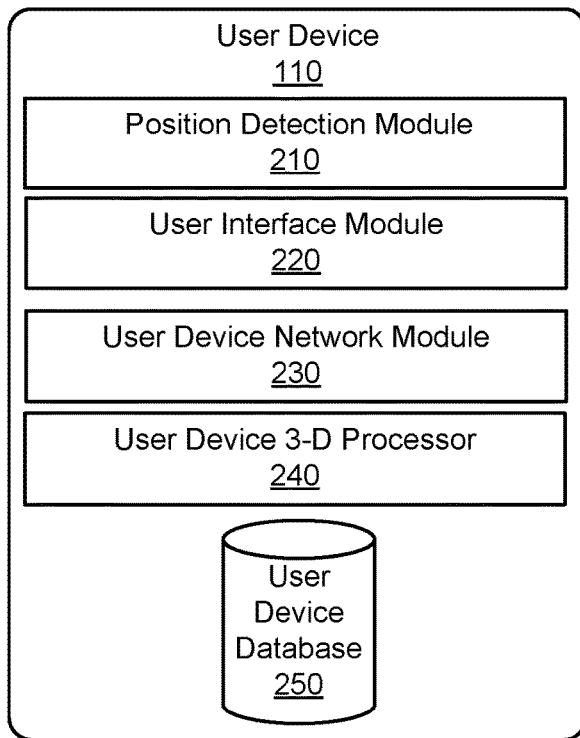 User Device
110
Position Detection Module
210
User Interface Module
220
User Device Network Module
230
User Device 3-D Processor
240
User
Device
Database
250